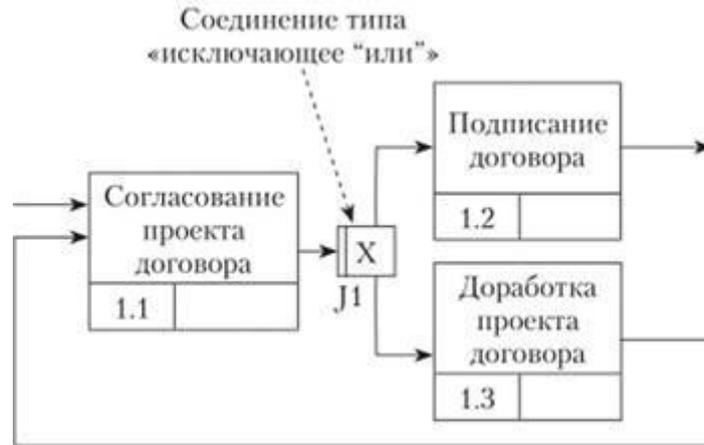 Соединение типа
«исключающее “или”»
Подписание
договора
1.2
Согласование
проекта
договора
1.1
X
J1
Доработка
проекта
договора
1.3